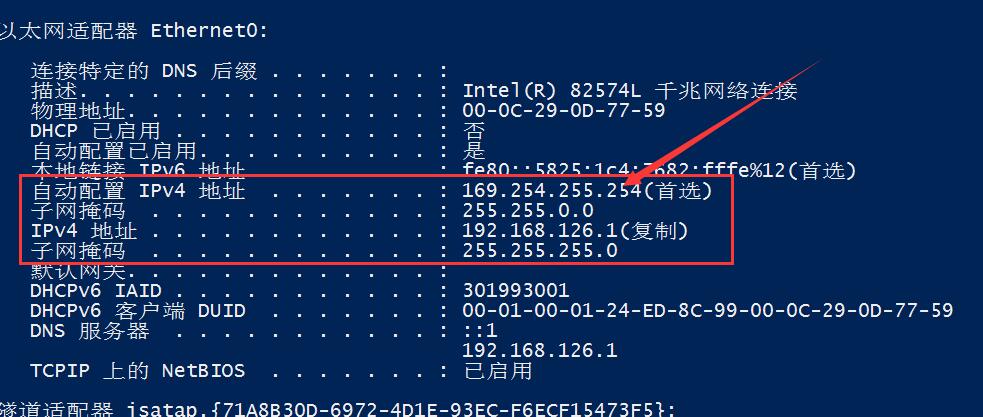 以太网适配器 Ethernet0:
连接特定的 DNS 后缀 . . . . . . . :
描述. . . . . . . . . . . . . . . : Intel(R) 82574L 千兆网络连接
物理地址. . . . . . . . . . . . . : 00-0C-29-0D-77-59
DHCP 已启用 . . . . . . . . . . . : 否
自动配置已启用. . . . . . . . . . : 是
本地链接 IPv6 地址 . . . . . . . . : fe80::5825:1c4:7682:fffe%12(首选)
自动配置 IPv4 地址 . . . . . . . : 169.254.255.254(首选)
子网掩码 . . . . . . . . . . . . : 255.255.0.0
IPv4 地址 . . . . . . . . . . . . : 192.168.126.1(复制)
子网掩码 . . . . . . . . . . . . : 255.255.255.0
默认网关. . . . . . . . . . . . . :
DHCPv6 IAID . . . . . . . . . . . : 301993001
DHCPv6 客户端 DUID . . . . . . . : 00-01-00-01-24-ED-8C-99-00-0C-29-0D-77-59
DNS 服务器 . . . . . . . . . . . : ::1
192.168.126.1
TCPIP 上的 NetBIOS . . . . . . . : 已启用
隧道适配器 isatap.{71A8B30D-6972-4D1E-93EC-F6ECF15473F5}: